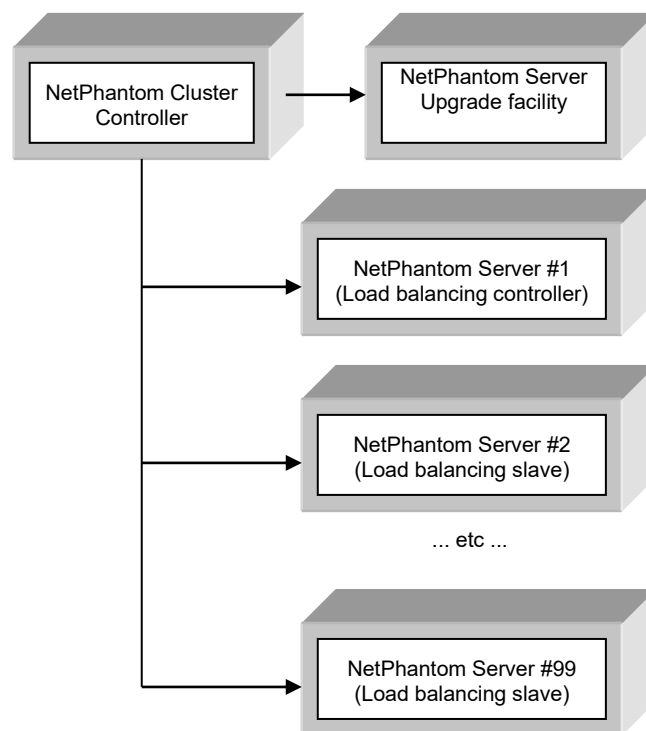 NetPhantom Cluster
Controller
NetPhantom Server
Upgrade facility
NetPhantom Server #1
(Load balancing controller)
NetPhantom Server #2
(Load balancing slave)
... etc ...
NetPhantom Server #99
(Load balancing slave)